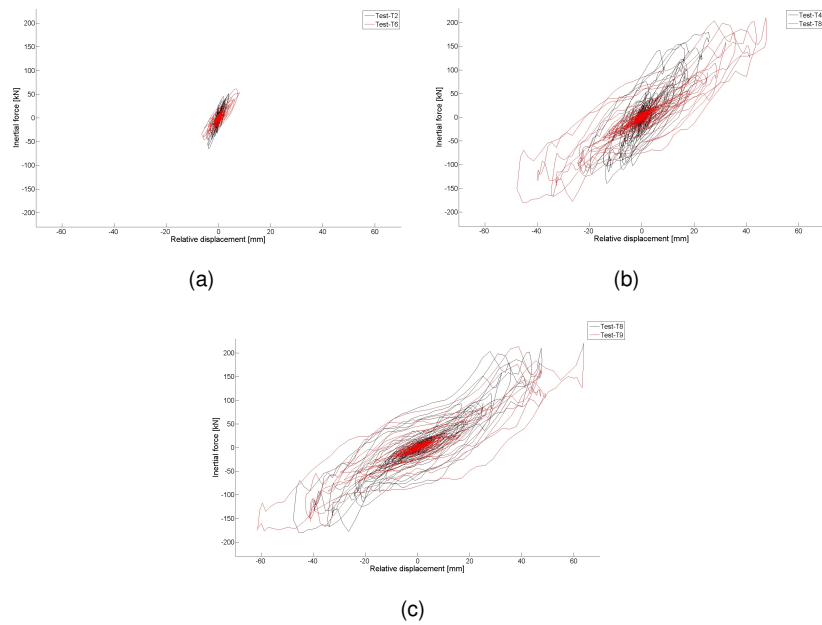 Test-T2
Test-T6
200
150
100
50
0
-50
-100
-150
-200
Inertial force [kN]
-60 -40 -20 0 20 40 60
Relative displacement [mm]
(a)
Test-T4
Test-T8
200
150
100
50
0
-50
-100
-150
-200
Inertial force [kN]
-60 -40 -20 0 20 40 60
Relative displacement [mm]
(b)
Test-T8
Test-T9
200
150
100
50
0
-50
-100
-150
-200
Inertial force [kN]
-60 -40 -20 0 20 40 60
Relative displacement [mm]
(c)